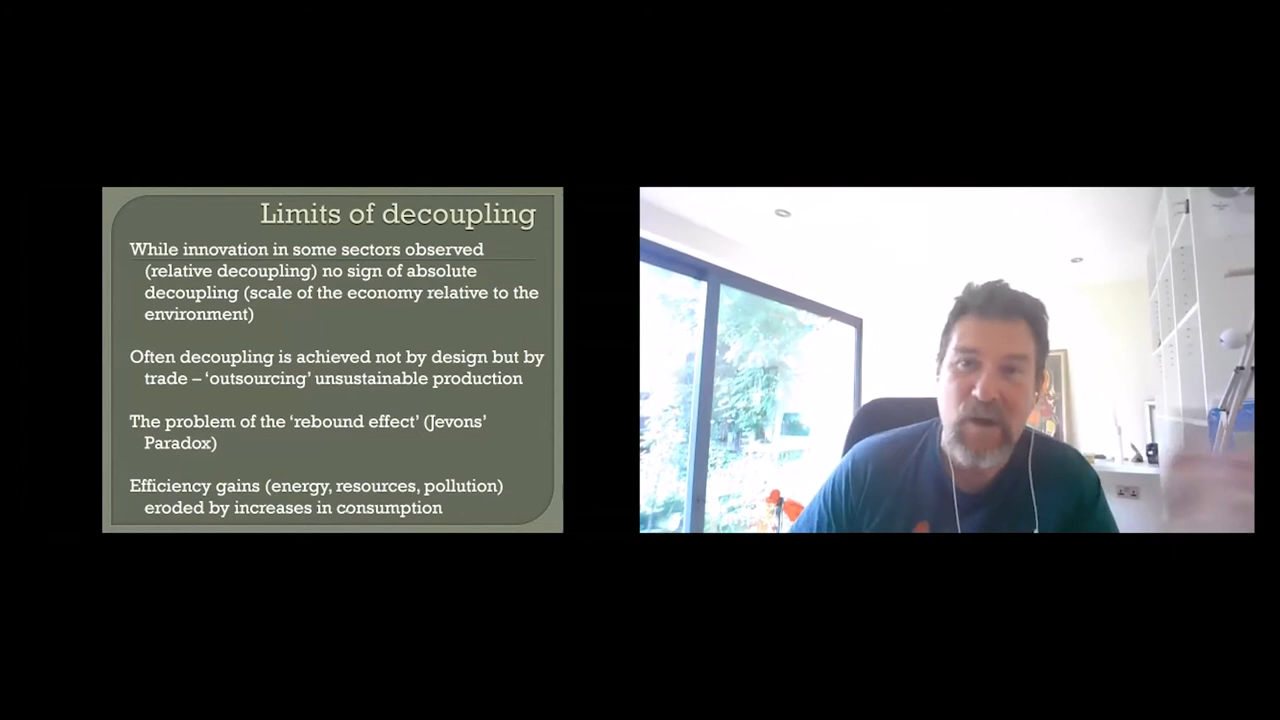 Limits of decoupling
While innovation in some sectors observed
(relative decoupling) no sign of absolute
decoupling (scale of the economy relative to the
environment)
Often decoupling is achieved not by design but by
trade – ‘outsourcing’ unsustainable production
The problem of the ‘rebound effect’ (Jevons’
Paradox)
Efficiency gains (energy, resources, pollution)
eroded by increases in consumption